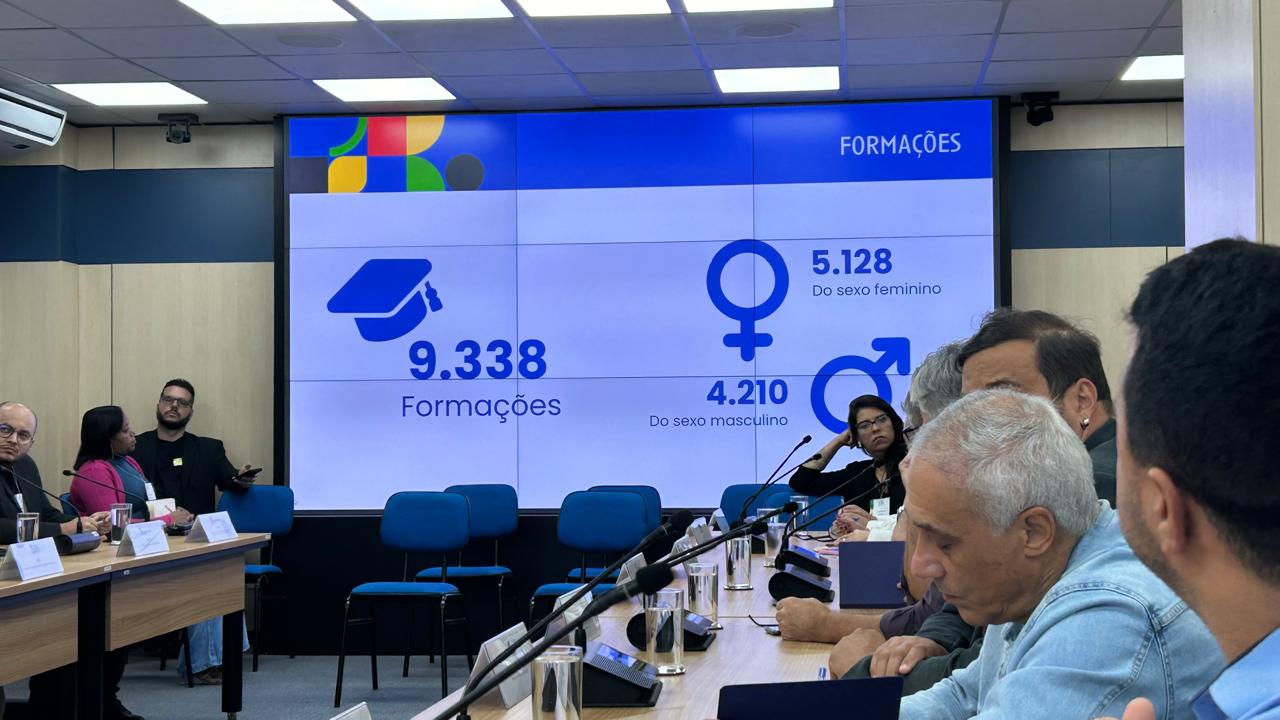 FORMAÇÕES
9.338
Formações
5.128
Do sexo feminino
4.210
Do sexo masculino